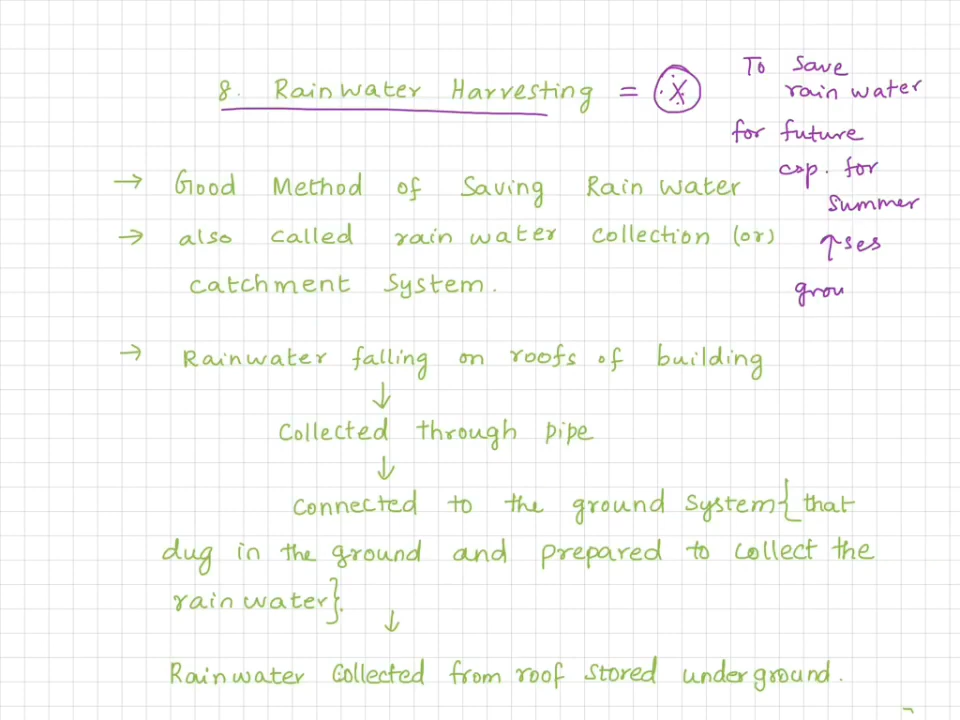 8. Rainwater Harvesting = X
To save
rain water
for future
esp. for
summer
↑ses
grou
→ Good Method of Saving Rain Water
→ also called rain water collection (or)
catchment System.
→ Rainwater falling on roofs of building
↓
Collected through pipe
↓
Connected to the ground System { that
dug in the ground and prepared to collect the
rain water}.
↓
Rainwater Collected from roof stored underground.